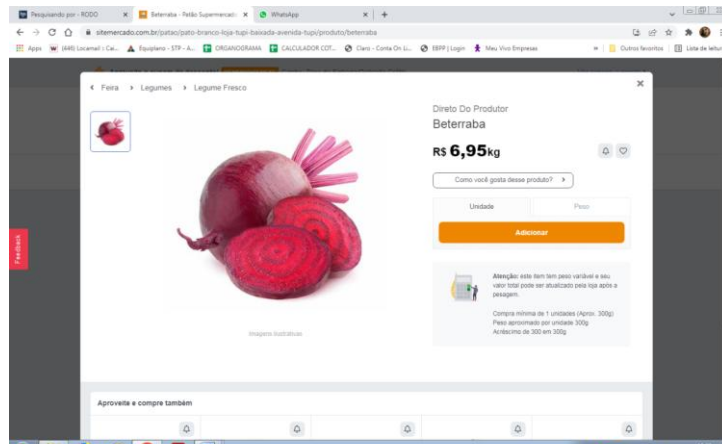 Pesquisando por - RODO
Beterraba - Patão Supermercado
WhatsApp
sitemercado.com.br/patao/pato-branco-loja-tupi-baixada-avenida-tupi/produto/beterraba
Apps
(448) Locamail :: Cai...
Equiplano - STP - A...
ORGANOGRAMA
CALCULADOR COT...
Claro - Conta On Li...
EEPP | Login
Meu Vivo Empresas
Outros favoritos
Lista de leitura
Feira > Legumes > Legume Fresco
Direto Do Produtor
Beterraba
R$ 6,95kg
Como você gosta desse produto? >
Unidade Peso
Adicionar
Feedback
Atenção: este item tem peso variável e seu
valor total pode ser atualizado pela loja após a
pesagem.
Compra mínima de 1 unidades (Aprox. 300g)
Peso aproximado por unidade 300g
Acréscimo de 300 em 300g
Imagens ilustrativas
Aproveite e compre também